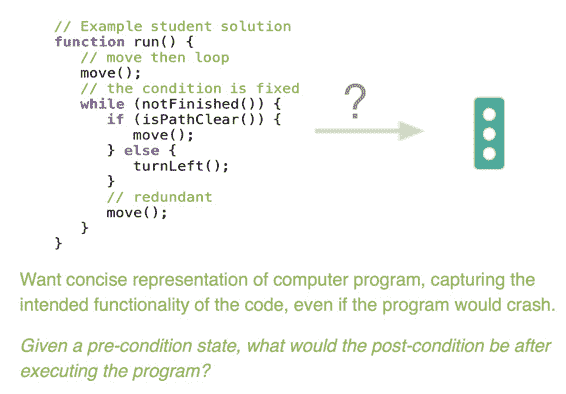 // Example student solution
function run() {
// move then loop
move();
// the condition is fixed
while (notFinished()) {
if (isPathClear()) {
move();
} else {
turnLeft();
}
// redundant
move();
}
}
?
Want concise representation of computer program, capturing the
intended functionality of the code, even if the program would crash.
Given a pre-condition state, what would the post-condition be after
executing the program?